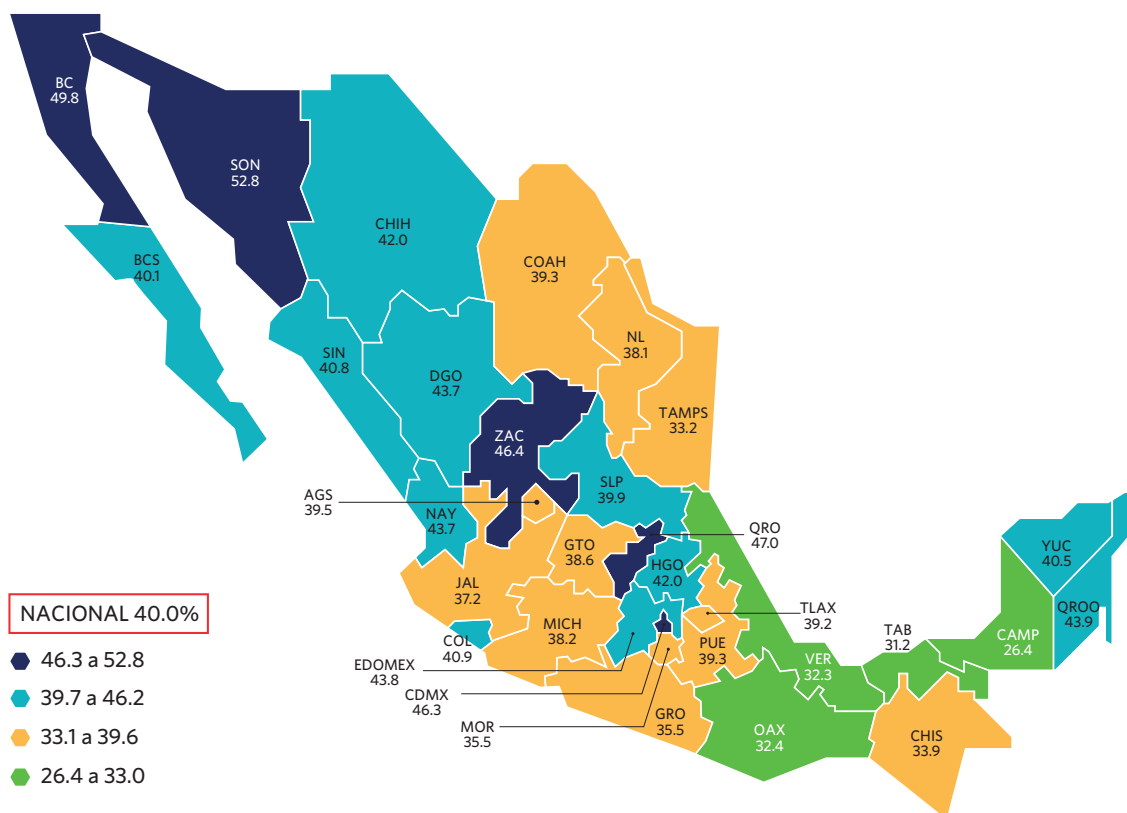 BC
49.8
SON
52.8
CHIH
42.0
BCS
40.1
COAH
39.3
NL
38.1
SIN
40.8
DGO
43.7
TAMPS
33.2
ZAC
46.4
SLP
39.9
AGS
39.5
NAY
43.7
QRO
47.0
GTO
38.6
HGO
42.0
YUC
40.5
JAL
37.2
QROO
43.9
TLAX
39.2
MICH
38.2
TAB
31.2
CAMP
26.4
COL
40.9
PUE
39.3
VER
32.3
EDOMEX
43.8
CDMX
46.3
MOR
35.5
GRO
35.5
OAX
32.4
CHIS
33.9
NACIONAL 40.0%
46.3 a 52.8
39.7 a 46.2
33.1 a 39.6
26.4 a 33.0